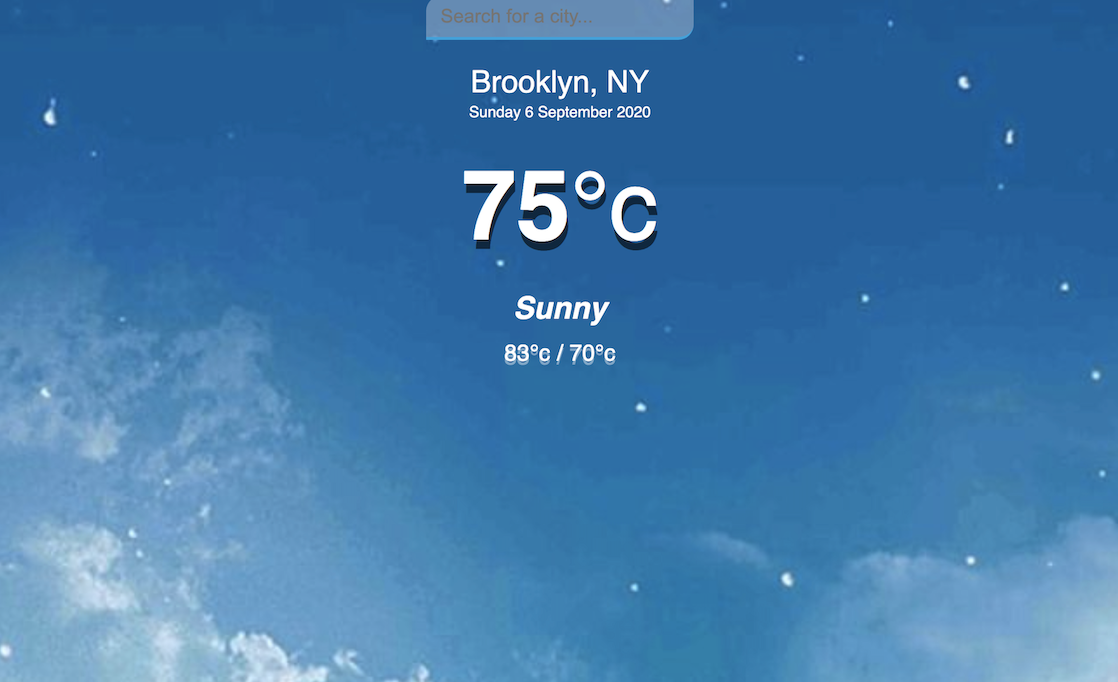 Search for a city...
Brooklyn, NY
Sunday 6 September 2020
75°c
Sunny
83°c / 70°c